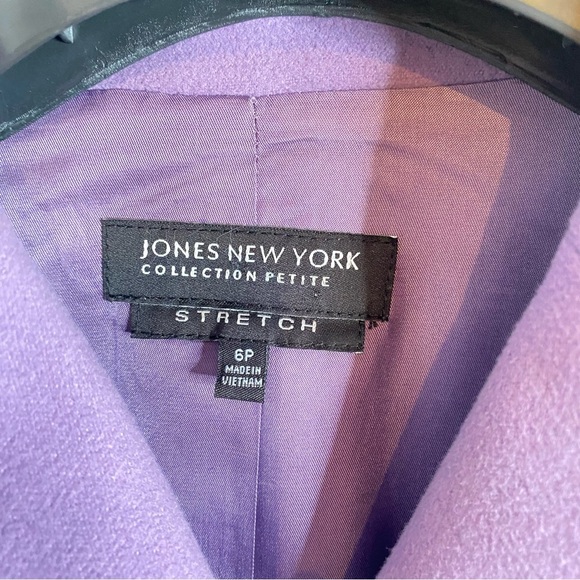 JONES NEW YORK
COLLECTION PETITE
STRETCH
6P
MADE IN
VIETNAM